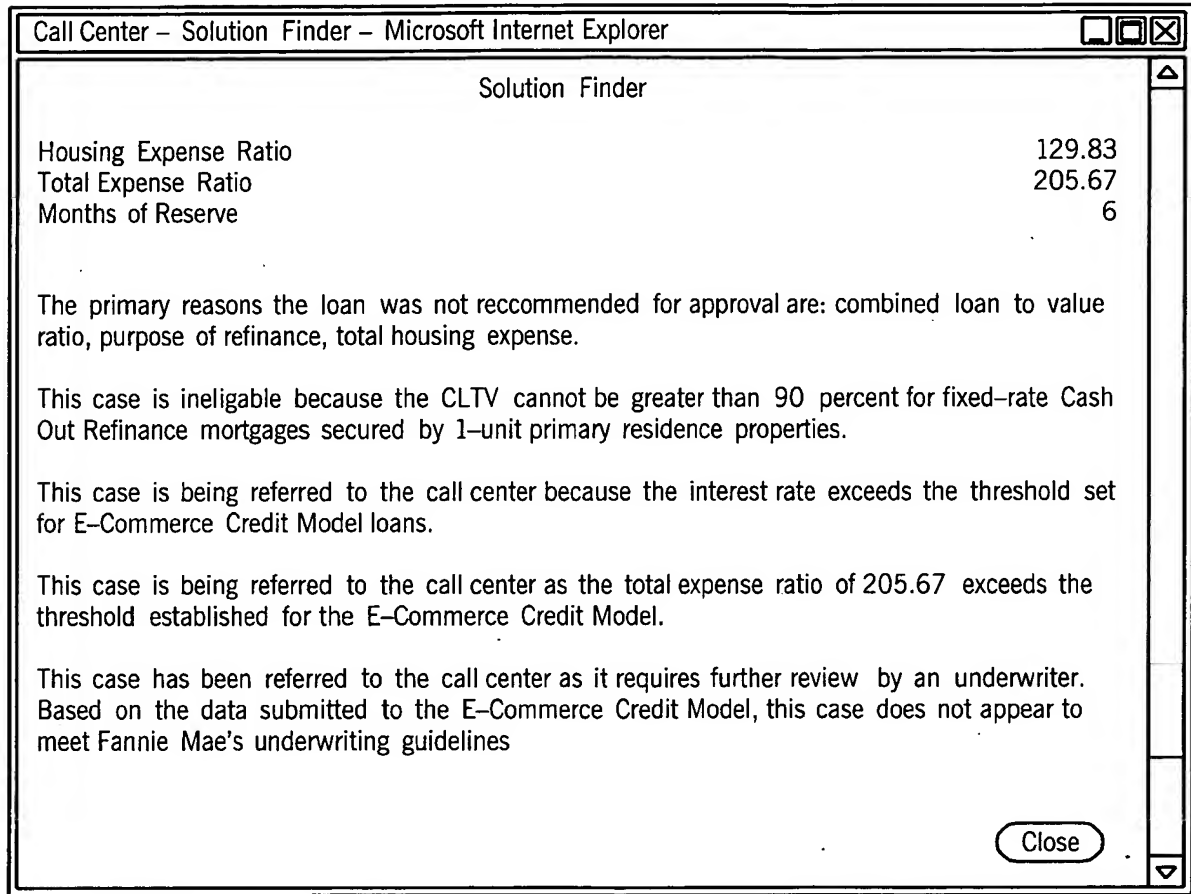 Call Center – Solution Finder – Microsoft Internet Explorer
Solution Finder
Housing Expense Ratio 129.83
Total Expense Ratio 205.67
Months of Reserve 6
The primary reasons the loan was not reccommended for approval are: combined loan to value
ratio, purpose of refinance, total housing expense.
This case is ineligable because the CLTV cannot be greater than 90 percent for fixed–rate Cash
Out Refinance mortgages secured by 1–unit primary residence properties.
This case is being referred to the call center because the interest rate exceeds the threshold set
for E–Commerce Credit Model loans.
This case is being referred to the call center as the total expense ratio of 205.67 exceeds the
threshold established for the E–Commerce Credit Model.
This case has been referred to the call center as it requires further review by an underwriter.
Based on the data submitted to the E–Commerce Credit Model, this case does not appear to
meet Fannie Mae's underwriting guidelines
Close